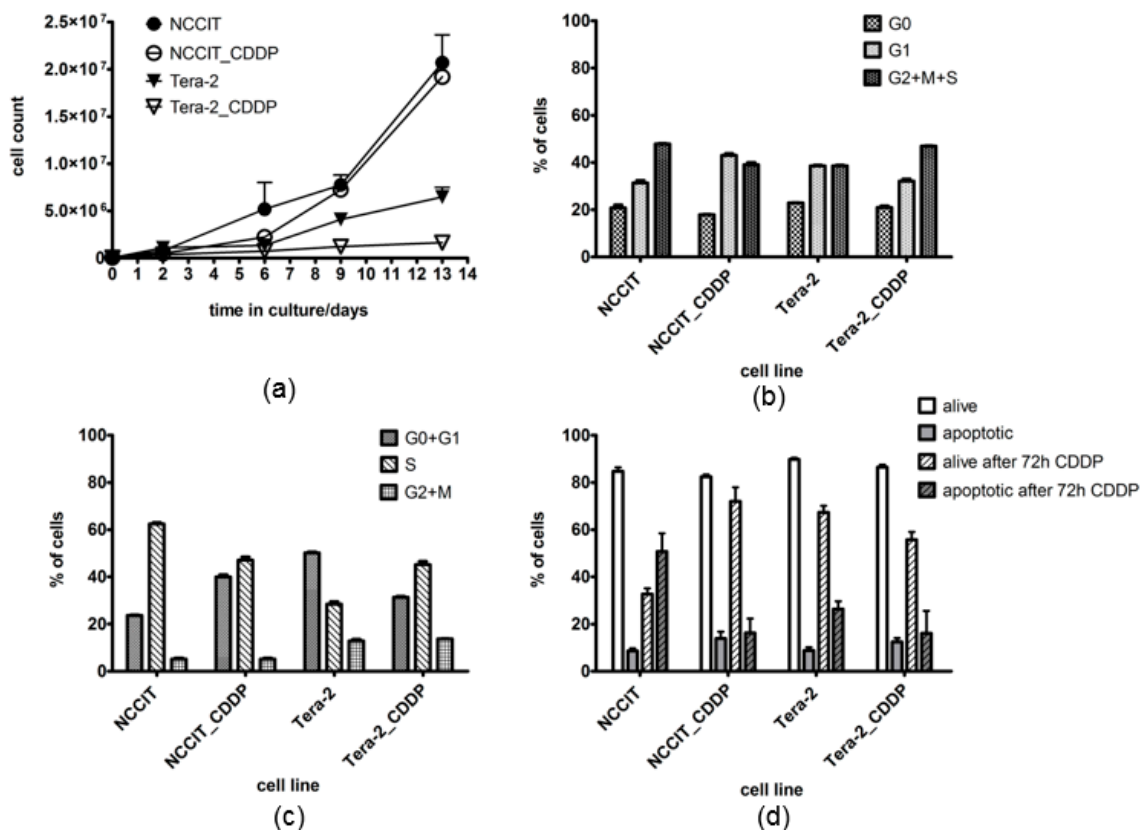 2.5×10⁷
2.0×10⁷
1.5×10⁷
1.0×10⁷
5.0×10⁶
0
cell count
0 1 2 3 4 5 6 7 8 9 10 11 12 13 14
time in culture/days
NCCIT
NCCIT_CDDP
Tera-2
Tera-2_CDDP
(a)
100
80
60
40
20
0
% of cells
G0
G1
G2+M+S
NCCIT
NCCIT_CDDP
Tera-2
Tera-2_CDDP
cell line
(b)
100
80
60
40
20
0
% of cells
G0+G1
S
G2+M
NCCIT
NCCIT_CDDP
Tera-2
Tera-2_CDDP
cell line
(c)
alive
apoptotic
alive after 72h CDDP
apoptotic after 72h CDDP
100
80
60
40
20
0
% of cells
NCCIT
NCCIT_CDDP
Tera-2
Tera-2_CDDP
cell line
(d)